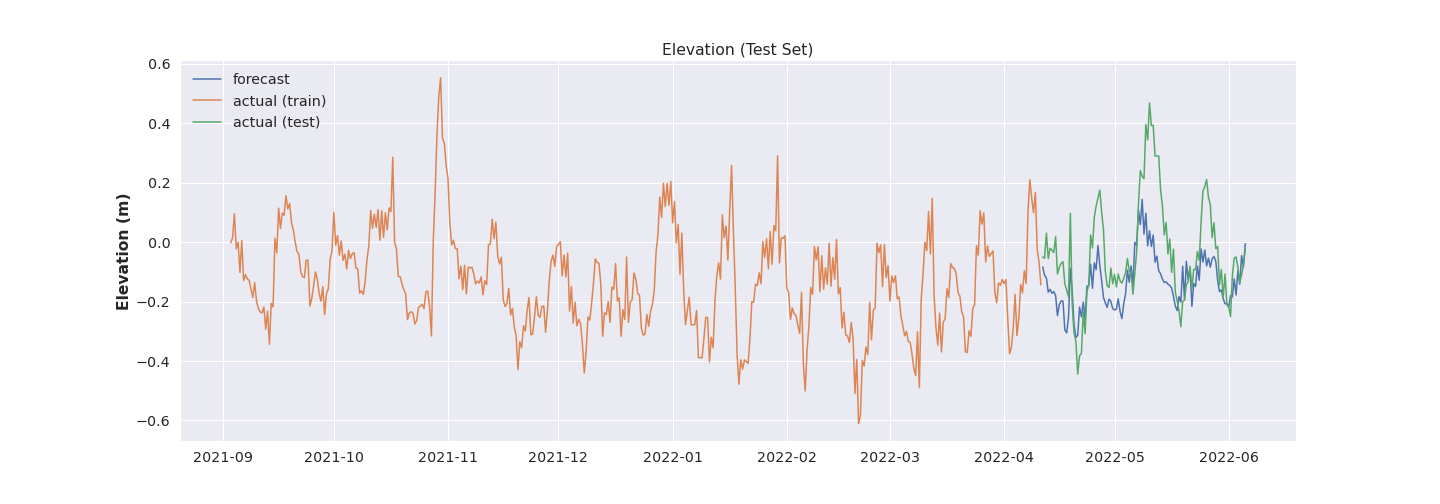 Elevation (Test Set)
forecast
actual (train)
actual (test)
Elevation (m)
0.6
0.4
0.2
0.0
−0.2
−0.4
−0.6
2021-09 2021-10 2021-11 2021-12 2022-01 2022-02 2022-03 2022-04 2022-05 2022-06